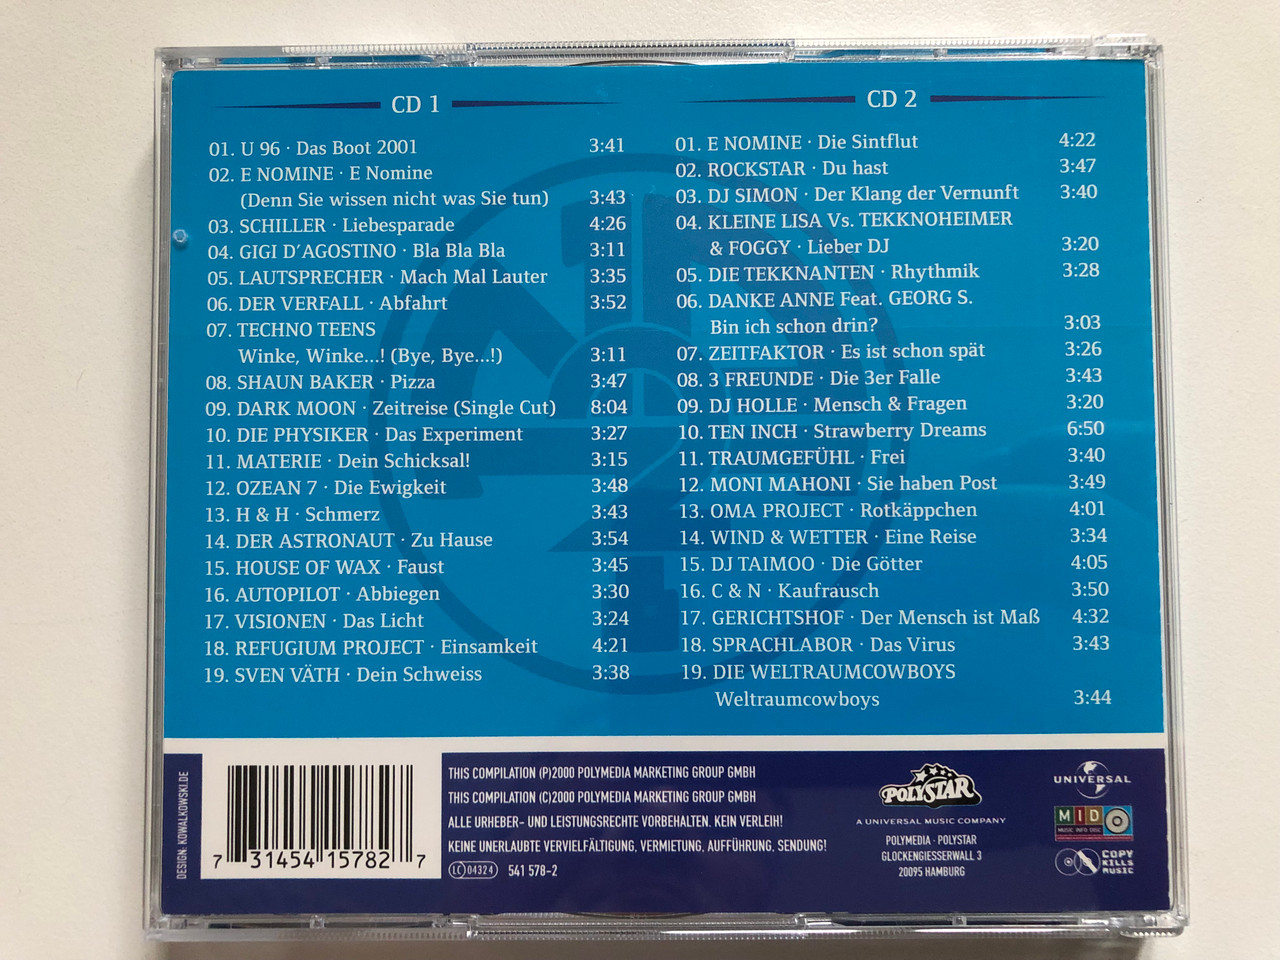 CD 1
01. U 96 · Das Boot 2001 3:41
02. E NOMINE · E Nomine
(Denn Sie wissen nicht was Sie tun) 3:43
03. SCHILLER · Liebesparade 4:26
04. GIGI D'AGOSTINO · Bla Bla Bla 3:11
05. LAUTSPRECHER · Mach Mal Lauter 3:35
06. DER VERFALL · Abfahrt 3:52
07. TECHNO TEENS
Winke, Winke...! (Bye, Bye...!) 3:11
08. SHAUN BAKER · Pizza 3:47
09. DARK MOON · Zeitreise (Single Cut) 8:04
10. DIE PHYSIKER · Das Experiment 3:27
11. MATERIE · Dein Schicksal! 3:15
12. OZEAN 7 · Die Ewigkeit 3:48
13. H & H · Schmerz 3:43
14. DER ASTRONAUT · Zu Hause 3:54
15. HOUSE OF WAX · Faust 3:45
16. AUTOPILOT · Abbiegen 3:30
17. VISIONEN · Das Licht 3:24
18. REFUGIUM PROJECT · Einsamkeit 4:21
19. SVEN VÄTH · Dein Schweiss 3:38
CD 2
01. E NOMINE · Die Sintflut 4:22
02. ROCKSTAR · Du hast 3:47
03. DJ SIMON · Der Klang der Vernunft 3:40
04. KLEINE LISA Vs. TEKKNOHEIMER
& FOGGY · Lieber DJ 3:20
05. DIE TEKKNANTEN · Rhythmik 3:28
06. DANKE ANNE Feat. GEORG S.
Bin ich schon drin? 3:03
07. ZEITFAKTOR · Es ist schon spät 3:26
08. 3 FREUNDE · Die 3er Falle 3:43
09. DJ HOLLE · Mensch & Fragen 3:20
10. TEN INCH · Strawberry Dreams 6:50
11. TRAUMGEFÜHL · Frei 3:40
12. MONI MAHONI · Sie haben Post 3:49
13. OMA PROJECT · Rotkäppchen 4:01
14. WIND & WETTER · Eine Reise 3:34
15. DJ TAIMOO · Die Götter 4:05
16. C & N · Kaufrausch 3:50
17. GERICHTSHOF · Der Mensch ist Maß 4:32
18. SPRACHLABOR · Das Virus 3:43
19. DIE WELTRAUMCOWBOYS
Weltraumcowboys 3:44
DESIGN: KOWALKOWSKI.DE
7 31454 15782 7
THIS COMPILATION (P)2000 POLYMEDIA MARKETING GROUP GMBH
THIS COMPILATION (C)2000 POLYMEDIA MARKETING GROUP GMBH
ALLE URHEBER- UND LEISTUNGSRECHTE VORBEHALTEN. KEIN VERLEIH!
KEINE UNERLAUBTE VERVIELFÄLTIGUNG, VERMIETUNG, AUFFÜHRUNG, SENDUNG!
LC 04324 541 578-2
POLYSTAR
A UNIVERSAL MUSIC COMPANY
POLYMEDIA · POLYSTAR
GLOCKENGIESSERWALL 3
20095 HAMBURG
UNIVERSAL
MID
MUSIC INFO DISC
COPY
KILLS
MUSIC